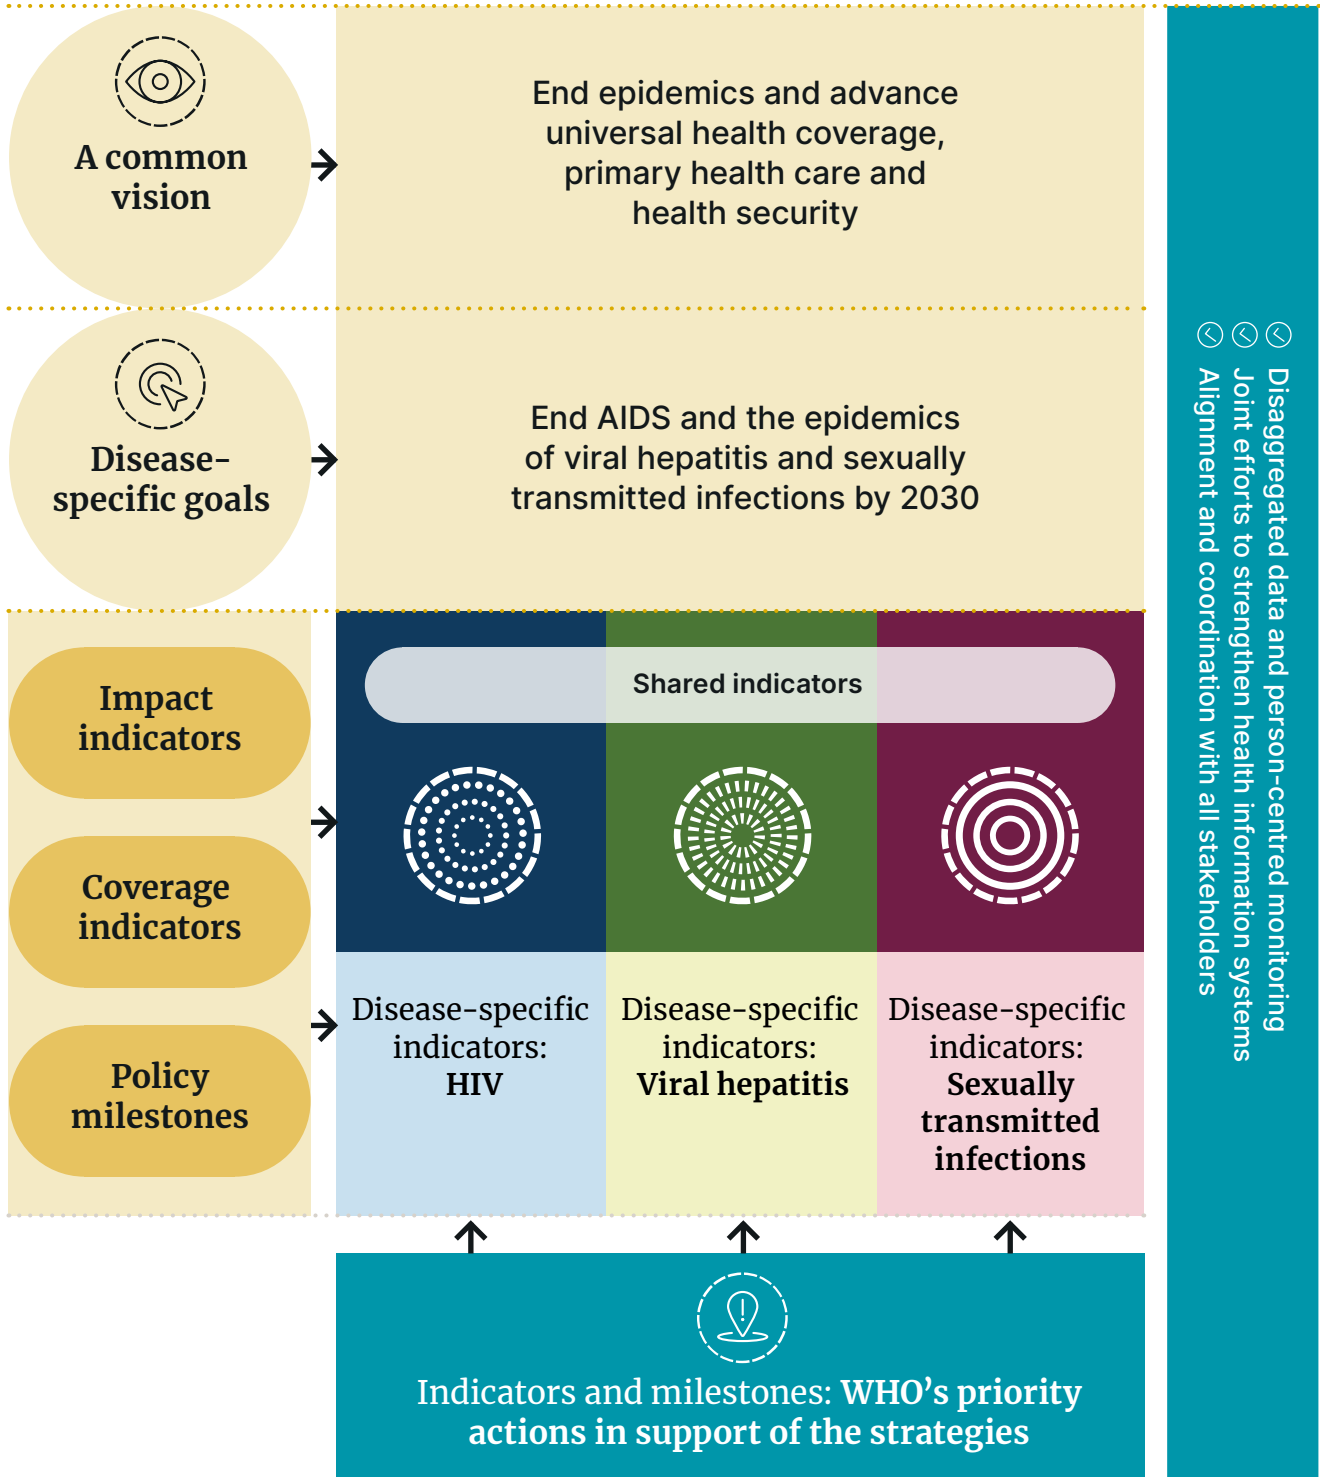 A common
vision
End epidemics and advance
universal health coverage,
primary health care and
health security
Disease-
specific goals
End AIDS and the epidemics
of viral hepatitis and sexually
transmitted infections by 2030
Impact
indicators
Coverage
indicators
Policy
milestones
Shared indicators
Disease-specific
indicators:
HIV
Disease-specific
indicators:
Viral hepatitis
Disease-specific
indicators:
Sexually
transmitted
infections
Indicators and milestones: WHO’s priority
actions in support of the strategies
Disaggregated data and person-centred monitoring
Joint efforts to strengthen health information systems
Alignment and coordination with all stakeholders